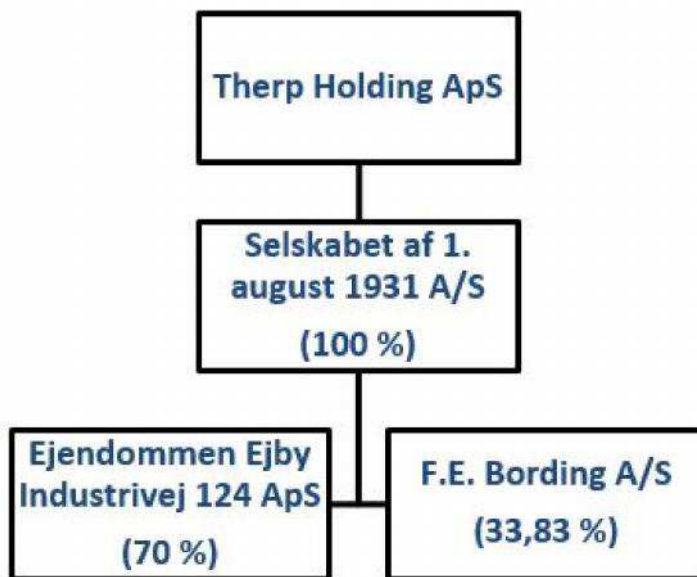 Therp Holding ApS
Selskabet af 1.
august 1931 A/S
(100 %)
Ejendommen Ejby
Industrivej 124 ApS
(70 %)
F.E. Bording A/S
(33,83 %)